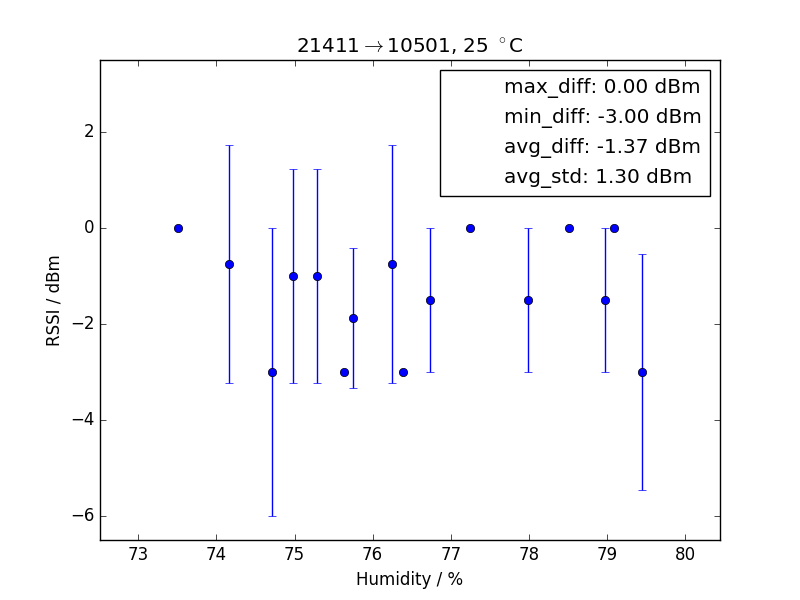 21411→10501, 25 °C
max_diff: 0.00 dBm
min_diff: -3.00 dBm
avg_diff: -1.37 dBm
avg_std: 1.30 dBm
RSSI / dBm
2
0
−2
−4
−6
73 74 75 76 77 78 79 80
Humidity / %